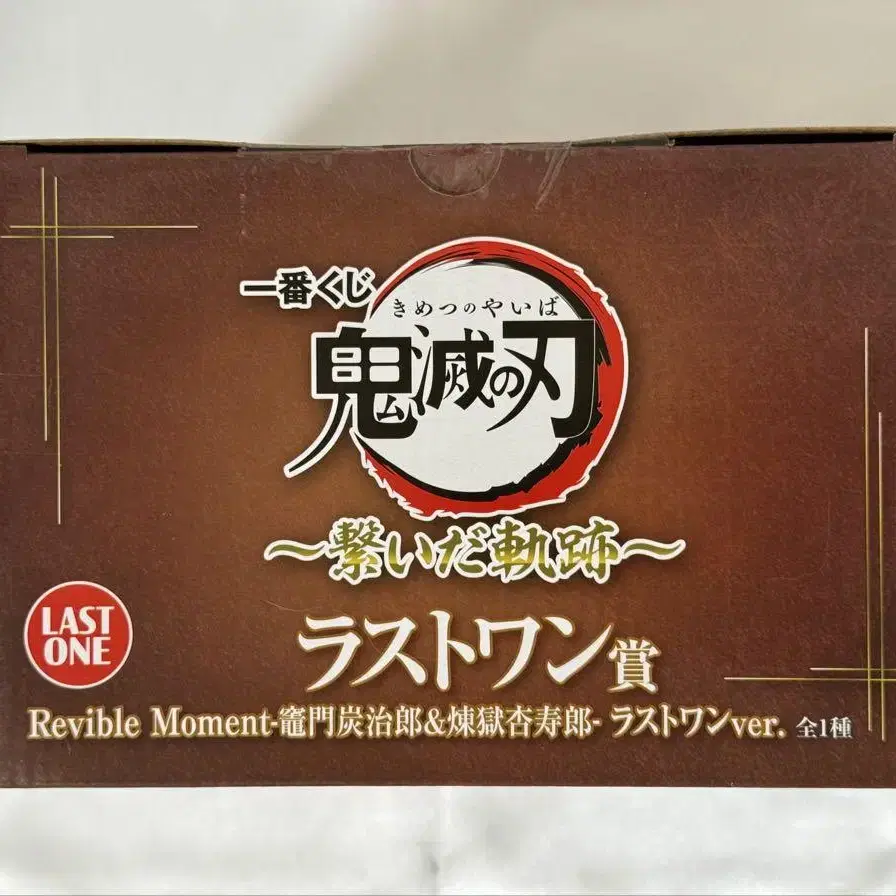 一番くじ
きめつのやいば
鬼滅の刃
～繋いだ軌跡～
LAST
ONE
ラストワン賞
Revible Moment-竈門炭治郎&煉獄杏寿郎- ラストワンver. 全1種